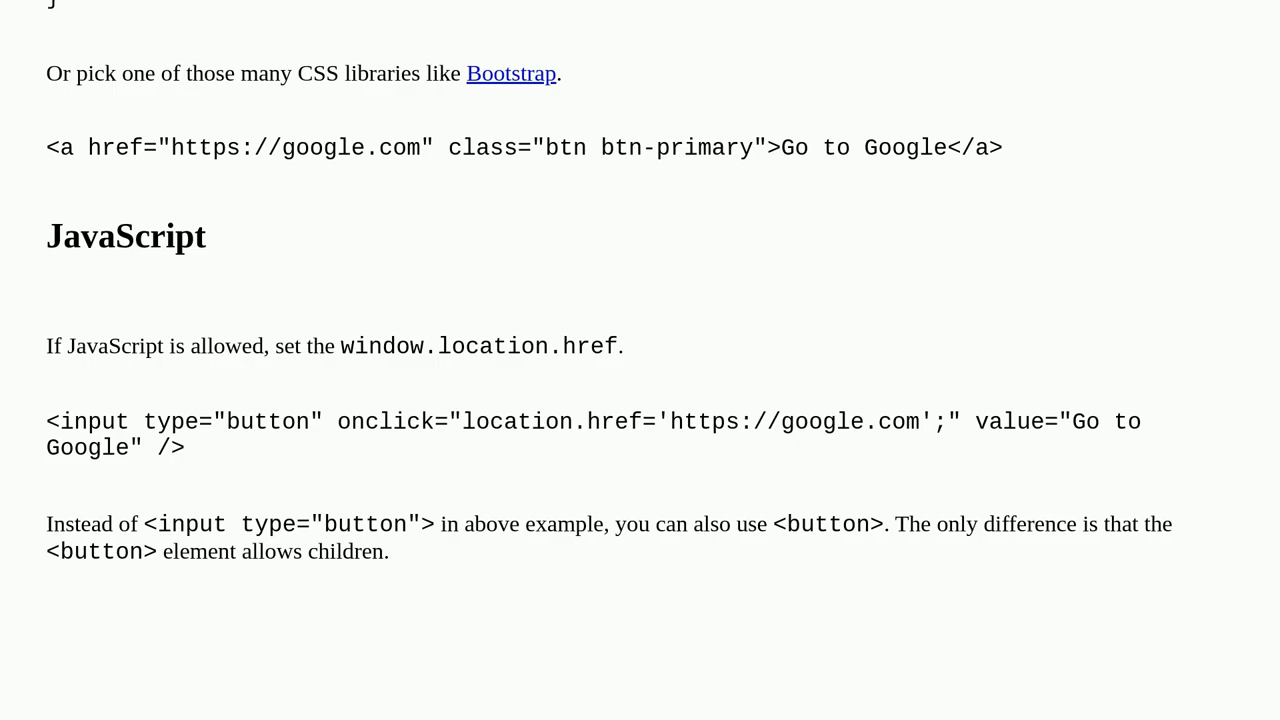 }
Or pick one of those many CSS libraries like Bootstrap.
<a href="https://google.com" class="btn btn-primary">Go to Google</a>
JavaScript
If JavaScript is allowed, set the window.location.href.
<input type="button" onclick="location.href='https://google.com';" value="Go to
Google" />
Instead of <input type="button"> in above example, you can also use <button>. The only difference is that the
<button> element allows children.